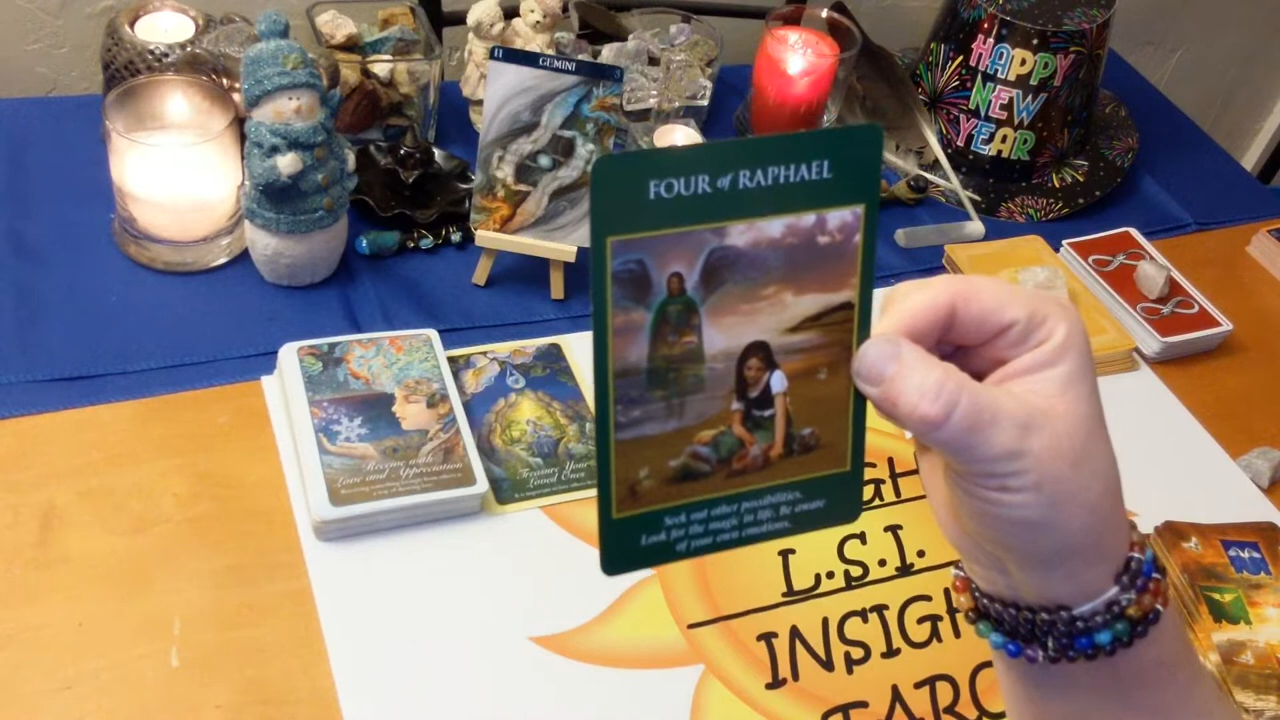 11 GEMINI 3
HAPPY
NEW
YEAR
FOUR of RAPHAEL
Seek out other possibilities.
Look for the magic in life. Be aware
of your own emotions.
Receive with
Love and Appreciation
Treasure Your
Loved Ones
L.S.I.
INSIGH
TARO